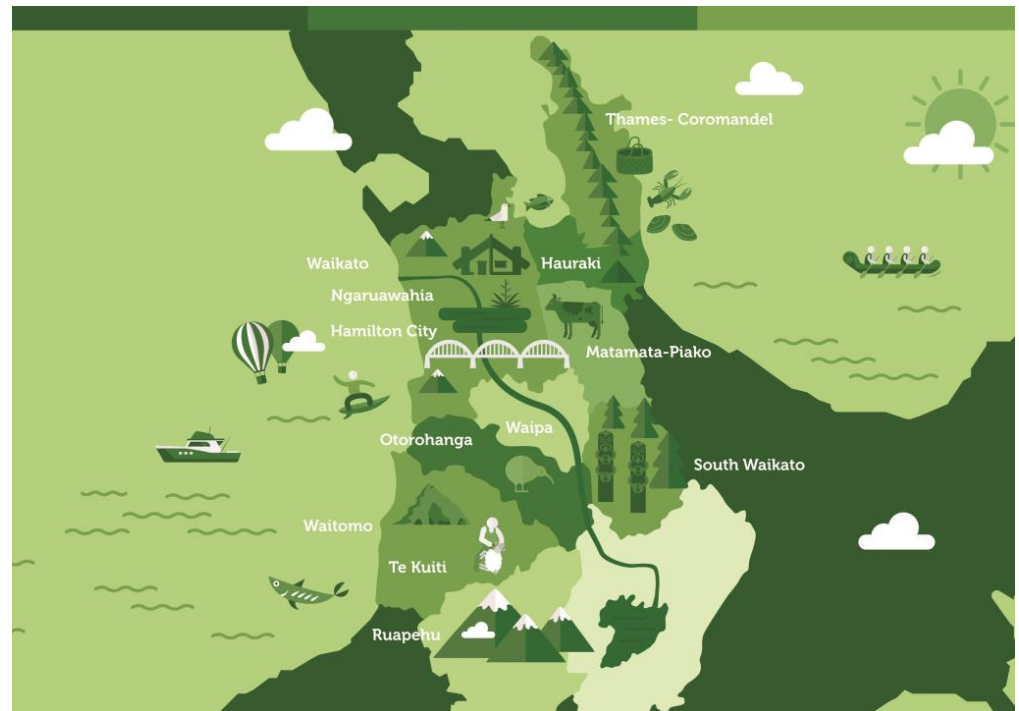 Thames- Coromandel
Waikato
Hauraki
Ngaruawahia
Hamilton City
Matamata-Piako
Waipa
Otorohanga
South Waikato
Waitomo
Te Kuiti
Ruapehu